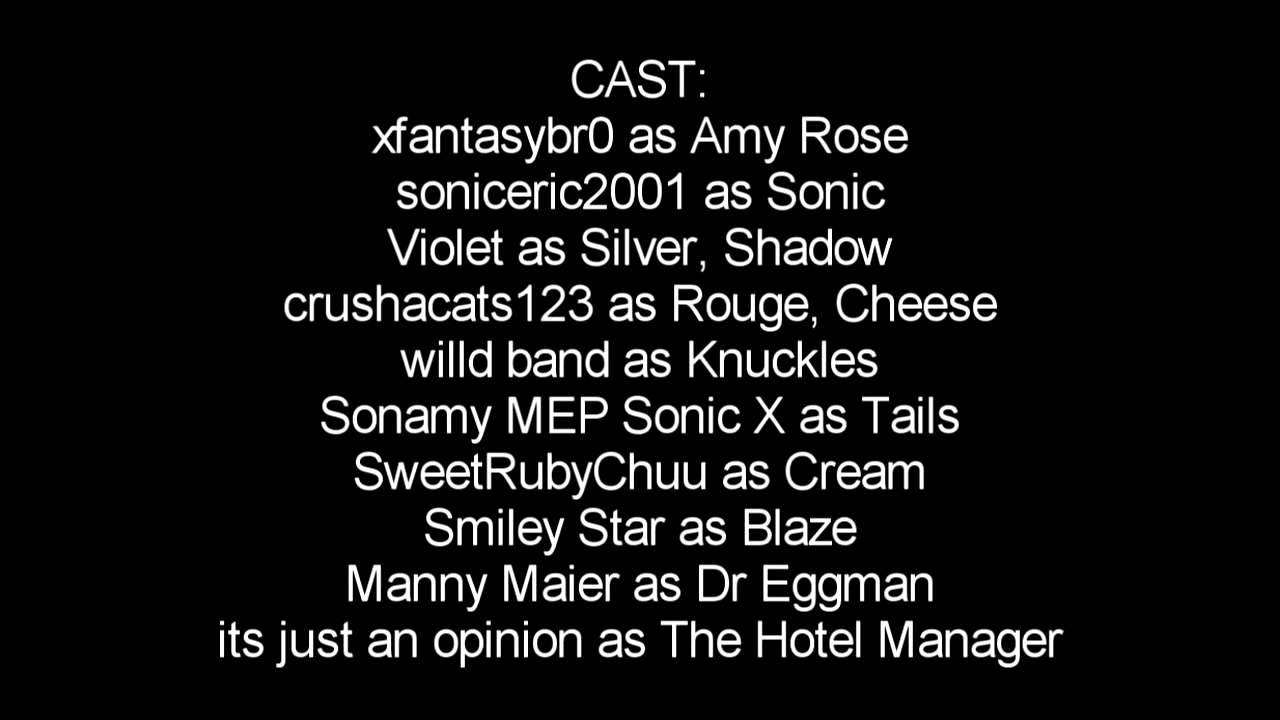 CAST:
xfantasybr0 as Amy Rose
soniceric2001 as Sonic
Violet as Silver, Shadow
crushacats123 as Rouge, Cheese
willd band as Knuckles
Sonamy MEP Sonic X as Tails
SweetRubyChuu as Cream
Smiley Star as Blaze
Manny Maier as Dr Eggman
its just an opinion as The Hotel Manager